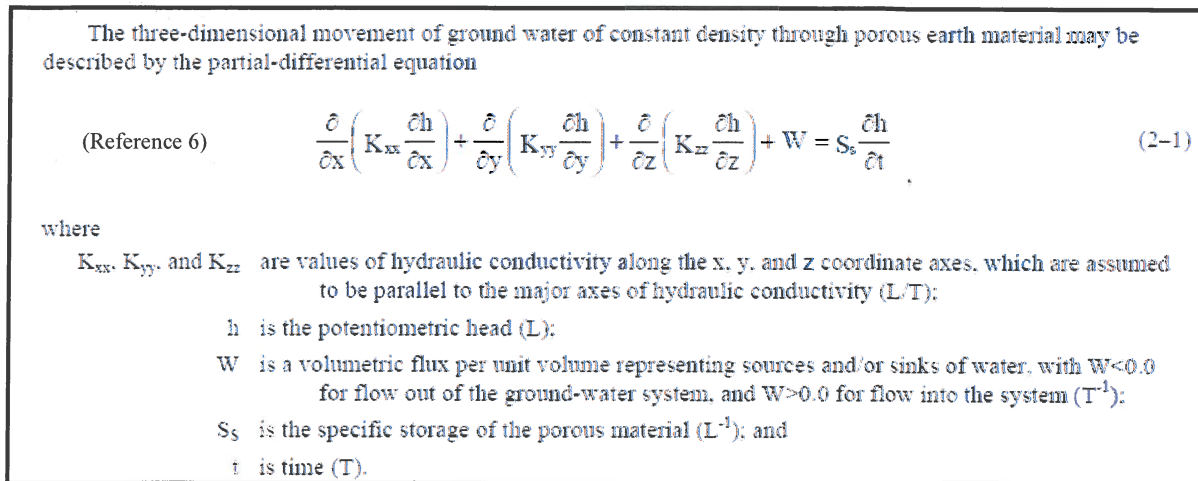 The three-dimensional movement of ground water of constant density through porous earth material may be
described by the partial-differential equation
(Reference 6) ∂/∂x (Kxx ∂h/∂x) + ∂/∂y (Kyy ∂h/∂y) + ∂/∂z (Kzz ∂h/∂z) + W = Ss ∂h/∂t (2–1)
where
Kxx, Kyy, and Kzz are values of hydraulic conductivity along the x, y, and z coordinate axes, which are assumed
to be parallel to the major axes of hydraulic conductivity (L/T);
h is the potentiometric head (L);
W is a volumetric flux per unit volume representing sources and/or sinks of water, with W<0.0
for flow out of the ground-water system, and W>0.0 for flow into the system (T⁻¹);
SS is the specific storage of the porous material (L⁻¹); and
t is time (T).